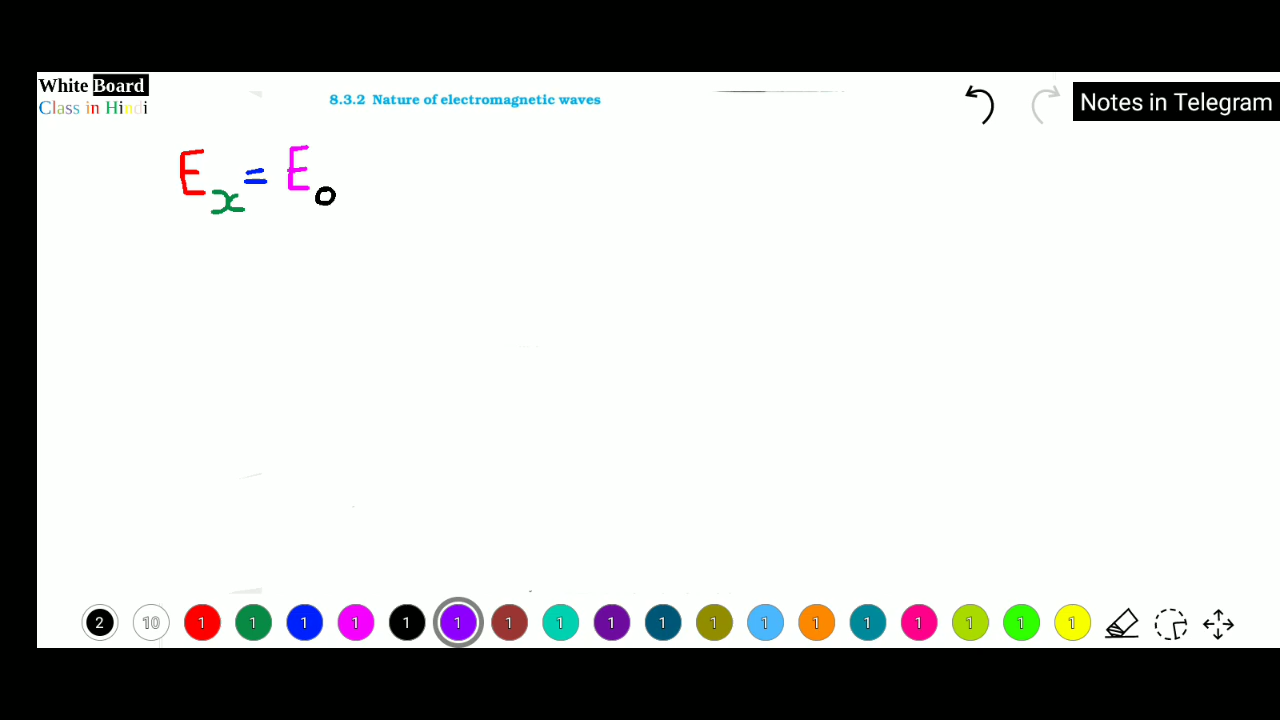 White Board
Class in Hindi
8.3.2 Nature of electromagnetic waves
Notes in Telegram
Eₓ = E₀
2 10 1 1 1 1 1 1 1 1 1 1 1 1 1 1 1 1 1 1